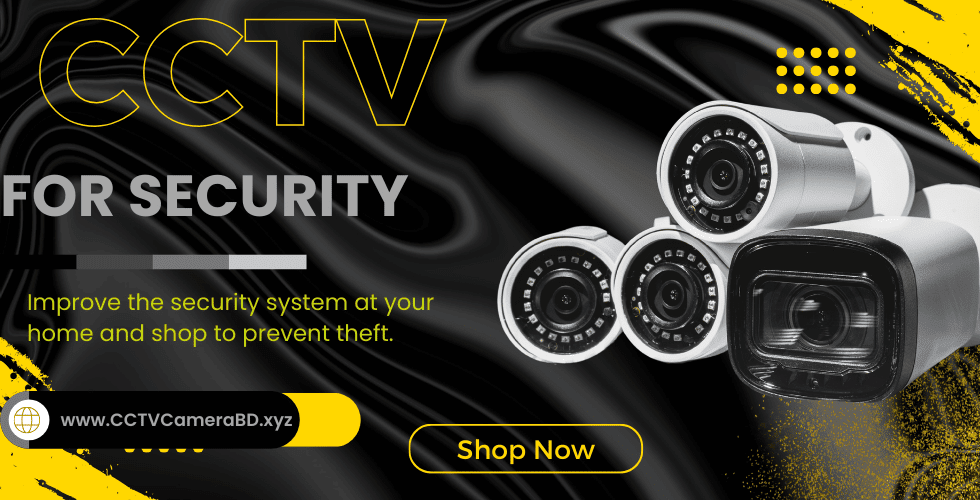 CCTV
FOR SECURITY
Improve the security system at your
home and shop to prevent theft.
www.CCTVCameraBD.xyz
Shop Now